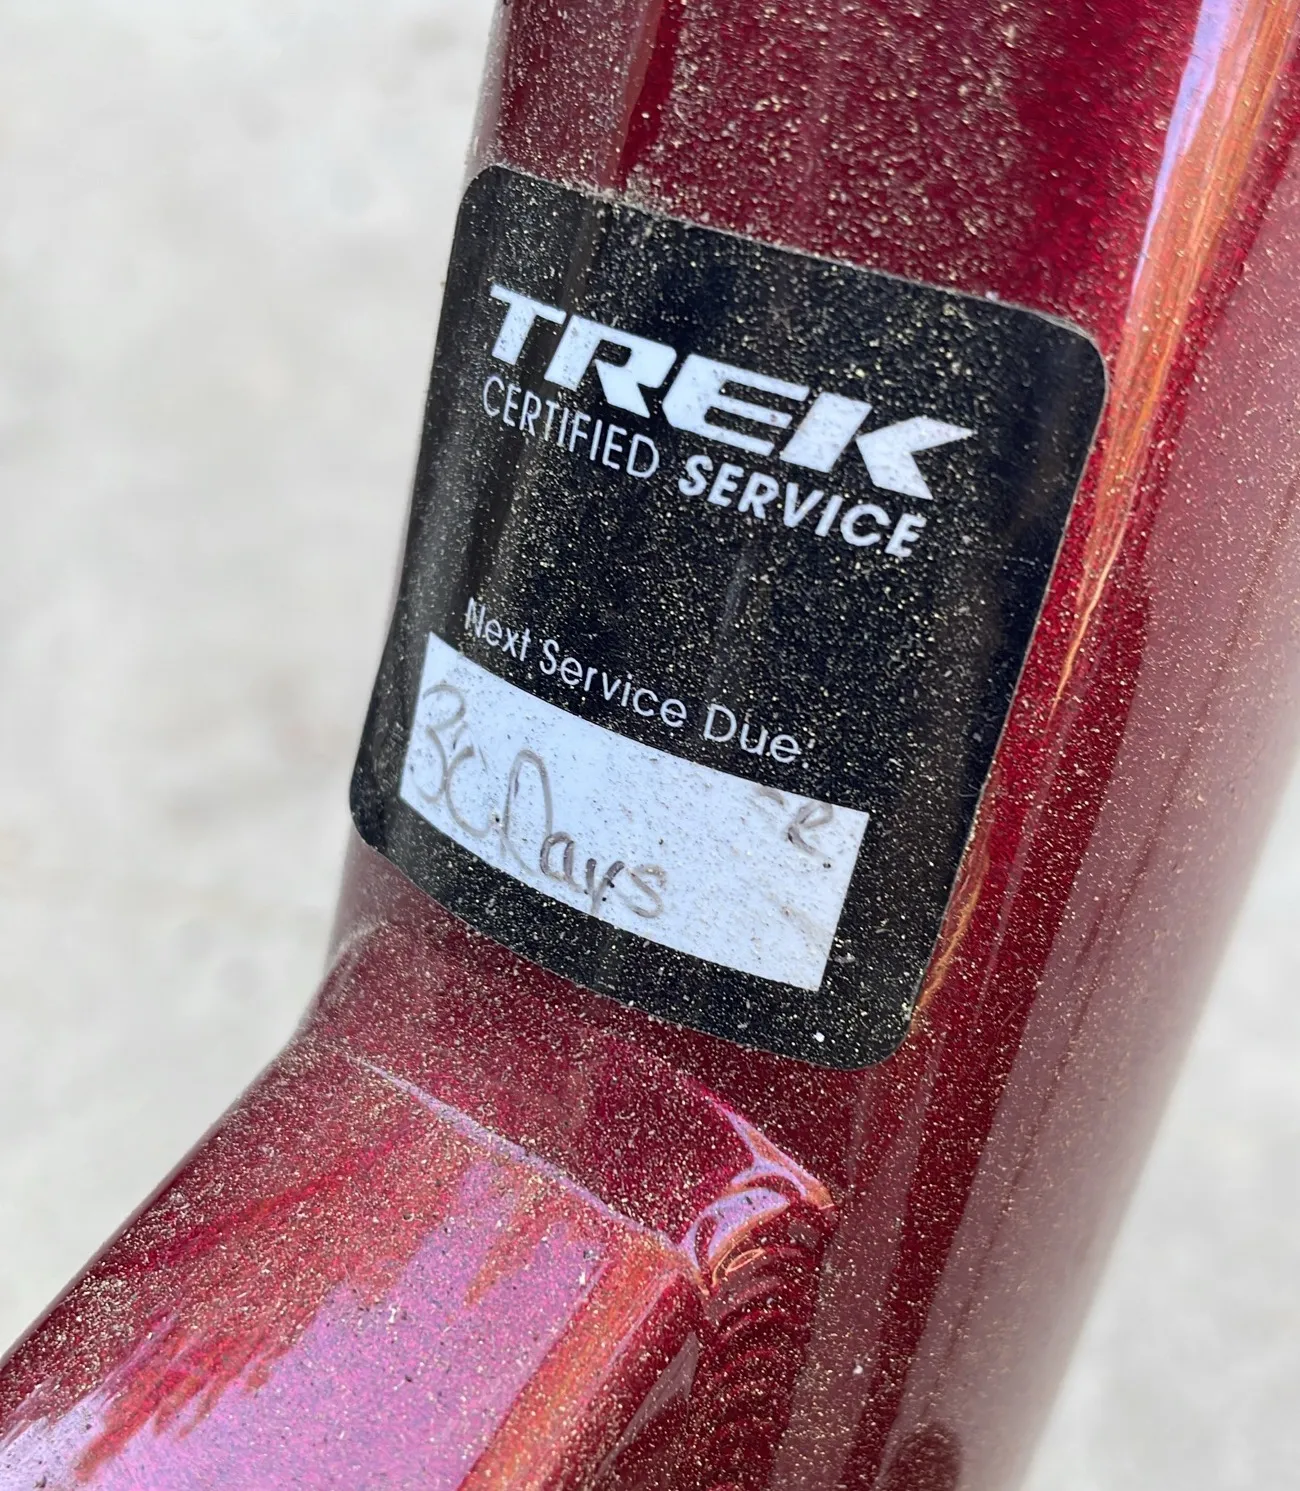 TREK
CERTIFIED SERVICE
Next Service Due:
30 Days